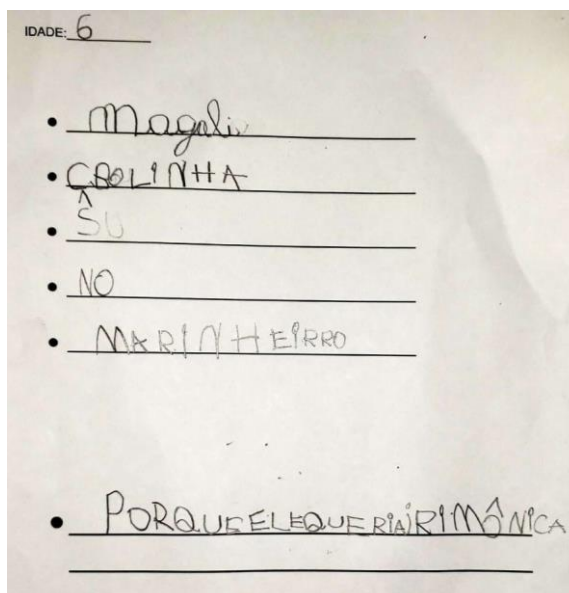 IDADE: 6
• Magali
• CBOLINHA
• SU
• NO
• MARINHEIRRO
• PORQUEELEQUERIAIRIMÔNICA